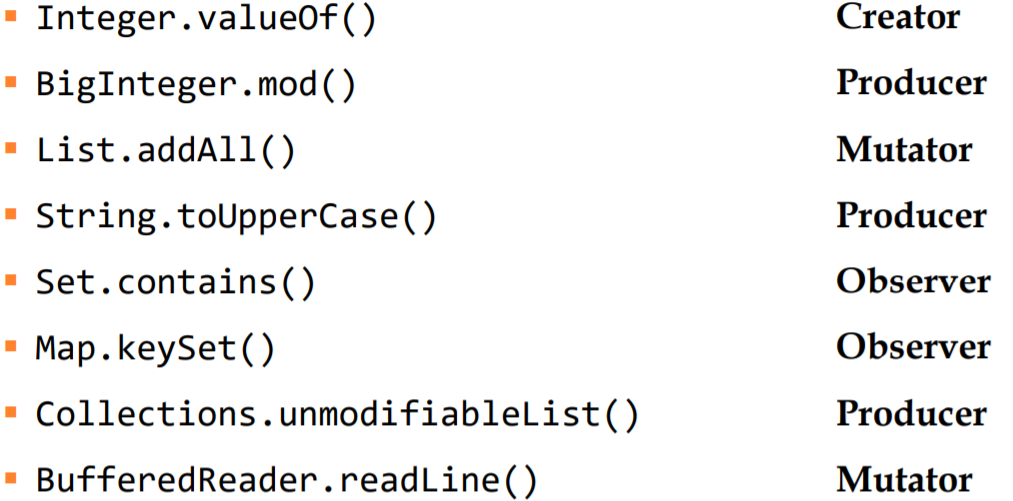 ▪ Integer.valueOf() Creator
▪ BigInteger.mod() Producer
▪ List.addAll() Mutator
▪ String.toUpperCase() Producer
▪ Set.contains() Observer
▪ Map.keySet() Observer
▪ Collections.unmodifiableList() Producer
▪ BufferedReader.readLine() Mutator